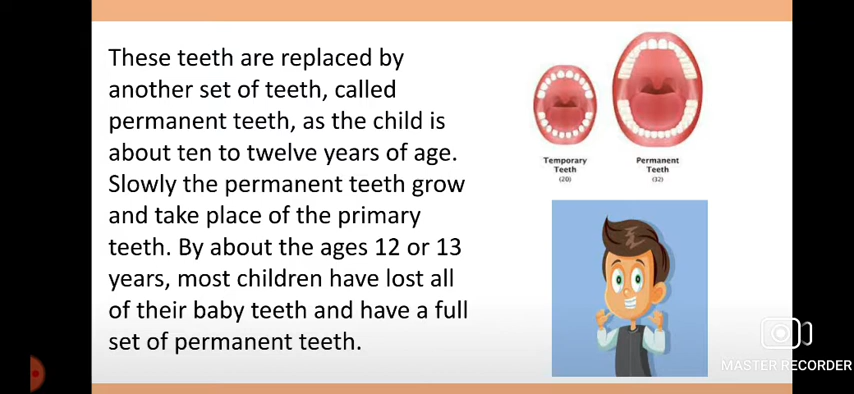 These teeth are replaced by
another set of teeth, called
permanent teeth, as the child is
about ten to twelve years of age.
Slowly the permanent teeth grow
and take place of the primary
teeth. By about the ages 12 or 13
years, most children have lost all
of their baby teeth and have a full
set of permanent teeth.
Temporary
Teeth
(20)
Permanent
Teeth
(32)
MASTER RECORDER